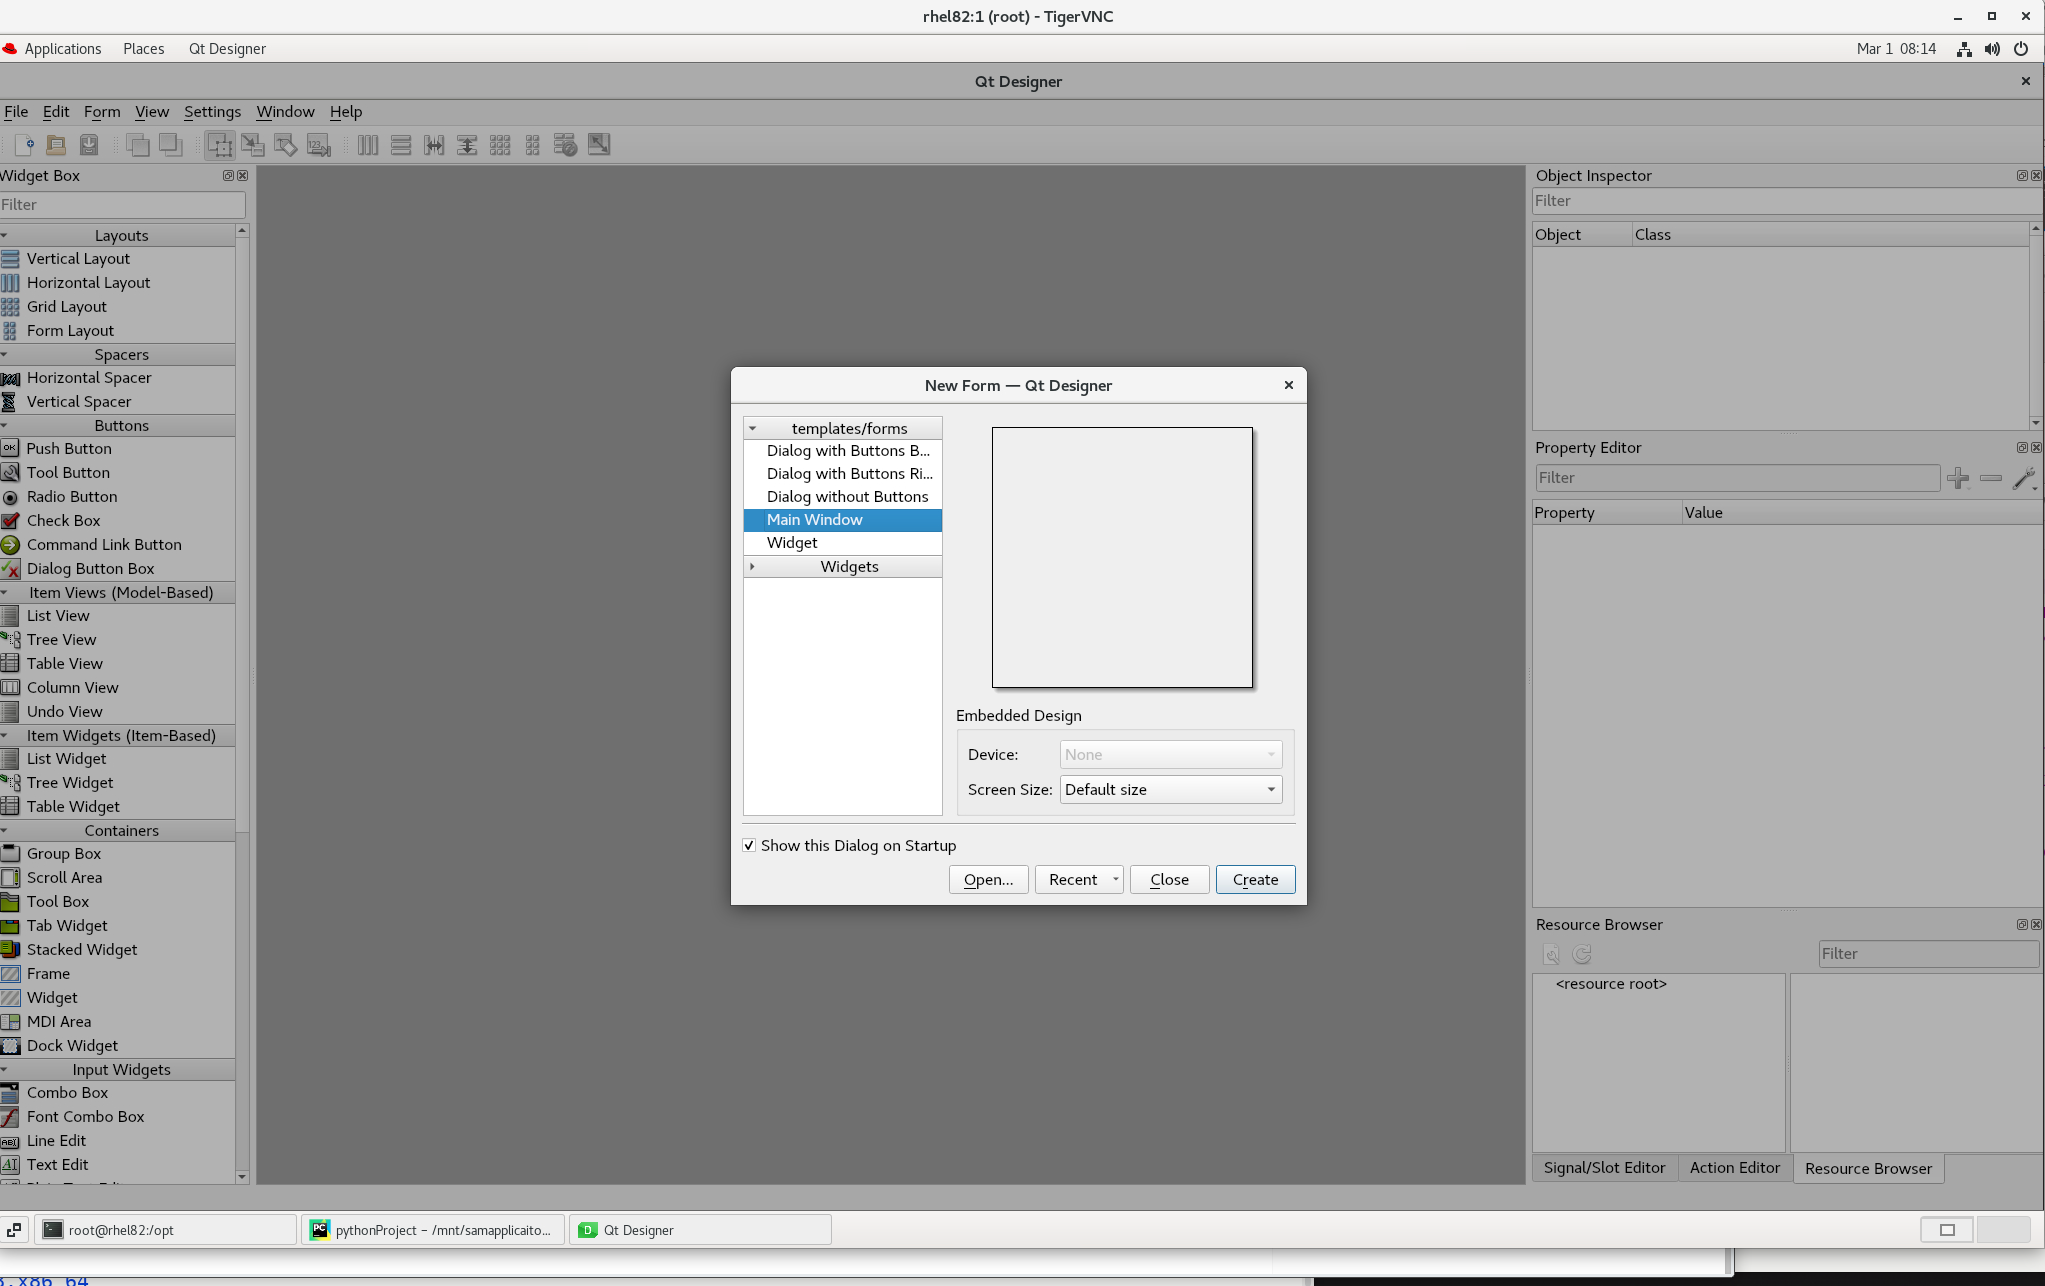 rhel82:1 (root) - TigerVNC
Applications Places Qt Designer Mar 1 08:14
Qt Designer
File Edit Form View Settings Window Help
Widget Box
Filter
Layouts
Vertical Layout
Horizontal Layout
Grid Layout
Form Layout
Spacers
Horizontal Spacer
Vertical Spacer
Buttons
Push Button
Tool Button
Radio Button
Check Box
Command Link Button
Dialog Button Box
Item Views (Model-Based)
List View
Tree View
Table View
Column View
Undo View
Item Widgets (Item-Based)
List Widget
Tree Widget
Table Widget
Containers
Group Box
Scroll Area
Tool Box
Tab Widget
Stacked Widget
Frame
Widget
MDI Area
Dock Widget
Input Widgets
Combo Box
Font Combo Box
Line Edit
Text Edit
New Form — Qt Designer
templates/forms
Dialog with Buttons B...
Dialog with Buttons Ri...
Dialog without Buttons
Main Window
Widget
Widgets
Embedded Design
Device: None
Screen Size: Default size
Show this Dialog on Startup
Open... Recent Close Create
Object Inspector
Filter
Object Class
Property Editor
Filter
Property Value
Resource Browser
Filter
<resource root>
Signal/Slot Editor Action Editor Resource Browser
root@rhel82:/opt pythonProject – /mnt/samapplicaito... Qt Designer